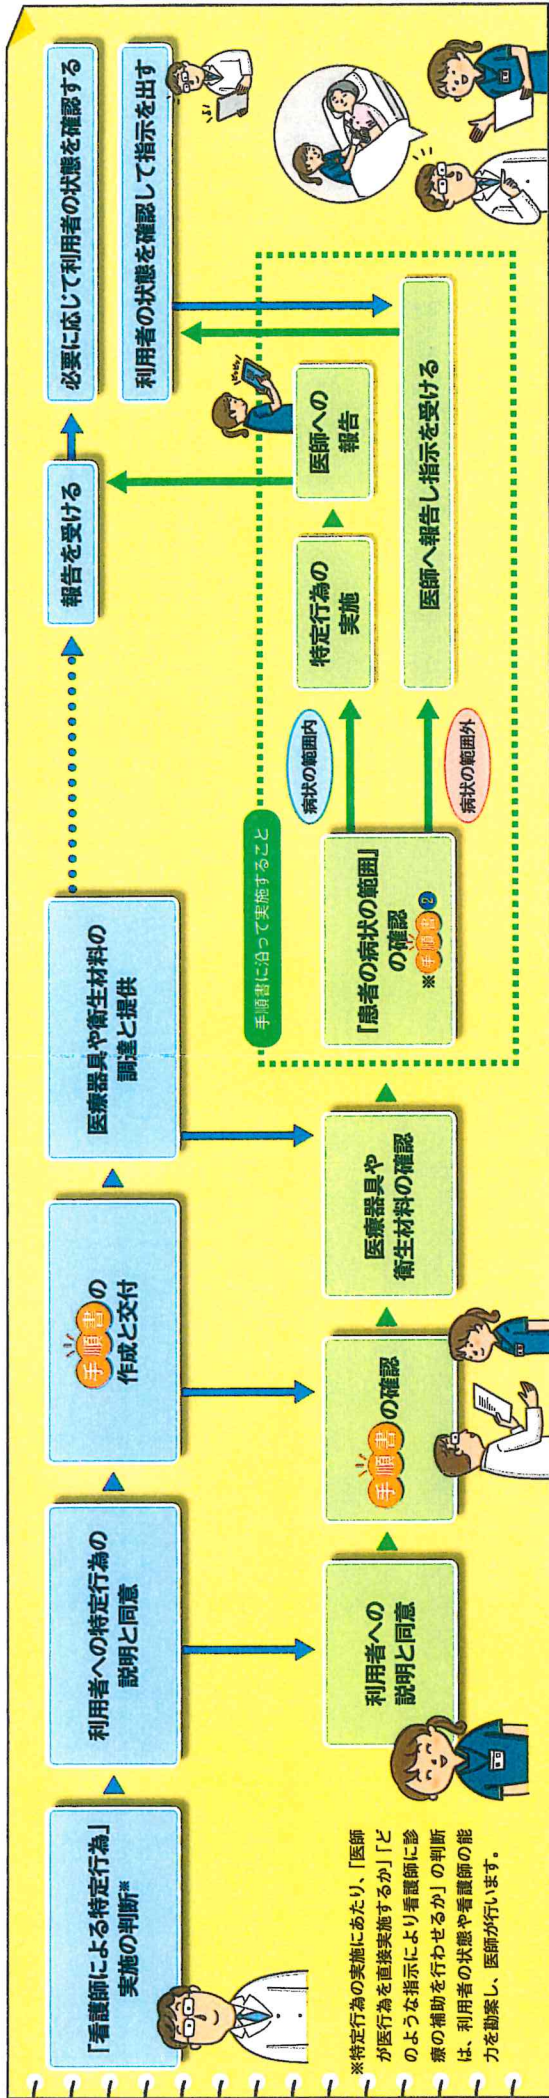 「看護師による特定行為」
実施の判断※
利用者への特定行為の
説明と同意
手順書の
作成と交付
医療器具や衛生材料の
調達と提供
報告を受ける
必要に応じて利用者の状態を確認する
利用者の状態を確認して指示を出す
利用者への
説明と同意
手順書の確認
医療器具や
衛生材料の確認
手順書に沿って実施すること
「患者の病状の範囲」
の確認
※手順書❷
病状の範囲内
病状の範囲外
特定行為の
実施
医師への
報告
医師へ報告し指示を受ける
※特定行為の実施にあたり、「医師
が医行為を直接実施するか」「ど
のような指示により看護師に診
療の補助を行わせるか」の判断
は、利用者の状態や看護師の能
力を勘案し、医師が行います。